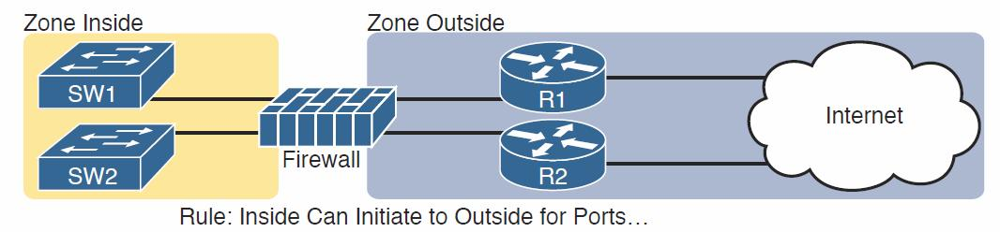 Zone Inside
Zone Outside
SW1
SW2
Firewall
R1
R2
Internet
Rule: Inside Can Initiate to Outside for Ports…